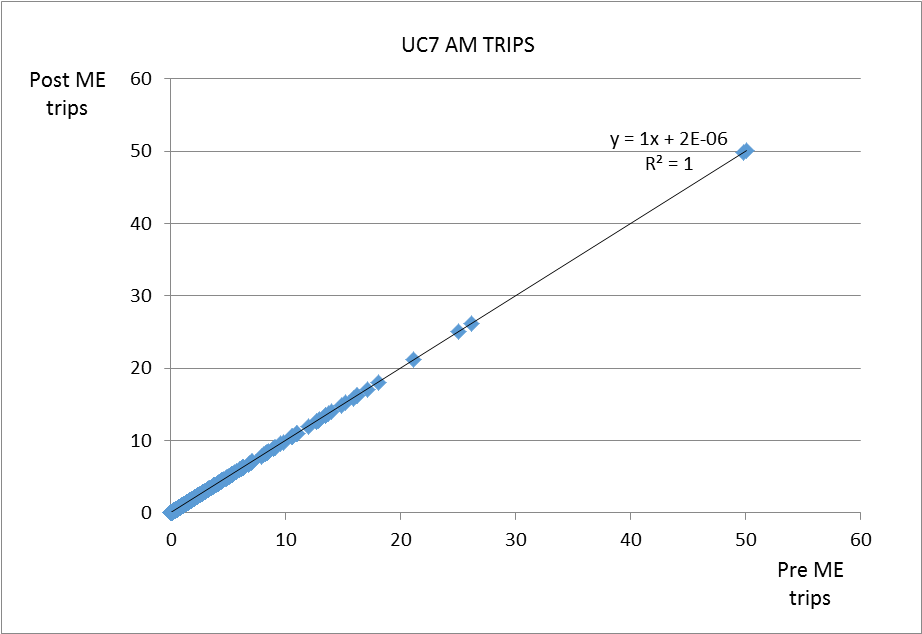 UC7 AM TRIPS
Post ME
trips
60
50
40
30
20
10
0
y = 1x + 2E-06
R² = 1
0 10 20 30 40 50 60
Pre ME
trips